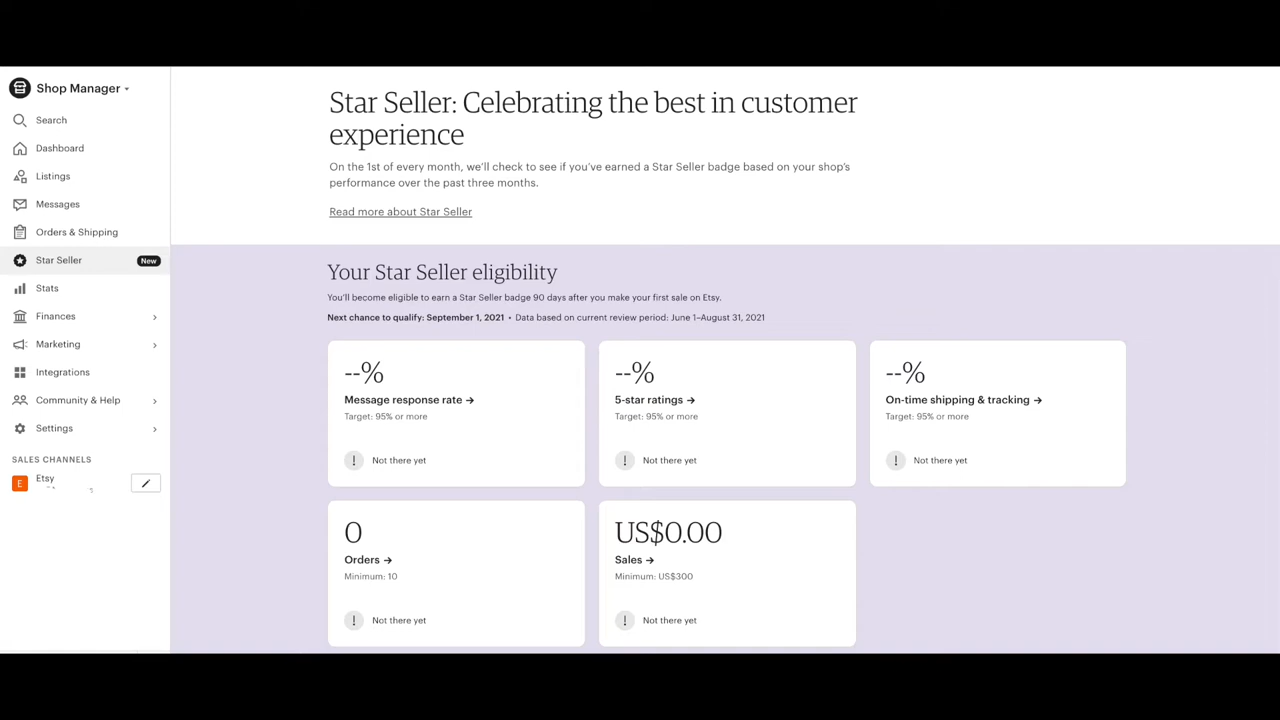 Shop Manager
Search
Dashboard
Listings
Messages
Orders & Shipping
Star Seller
New
Stats
Finances
Marketing
Integrations
Community & Help
Settings
SALES CHANNELS
E
Etsy
Star Seller: Celebrating the best in customer
experience
On the 1st of every month, we'll check to see if you've earned a Star Seller badge based on your shop's
performance over the past three months.
Read more about Star Seller
Your Star Seller eligibility
You'll become eligible to earn a Star Seller badge 90 days after you make your first sale on Etsy.
Next chance to qualify: September 1, 2021 • Data based on current review period: June 1–August 31, 2021
--%
Message response rate →
Target: 95% or more
! Not there yet
--%
5-star ratings →
Target: 95% or more
! Not there yet
--%
On-time shipping & tracking →
Target: 95% or more
! Not there yet
0
Orders →
Minimum: 10
! Not there yet
US$0.00
Sales →
Minimum: US$300
! Not there yet